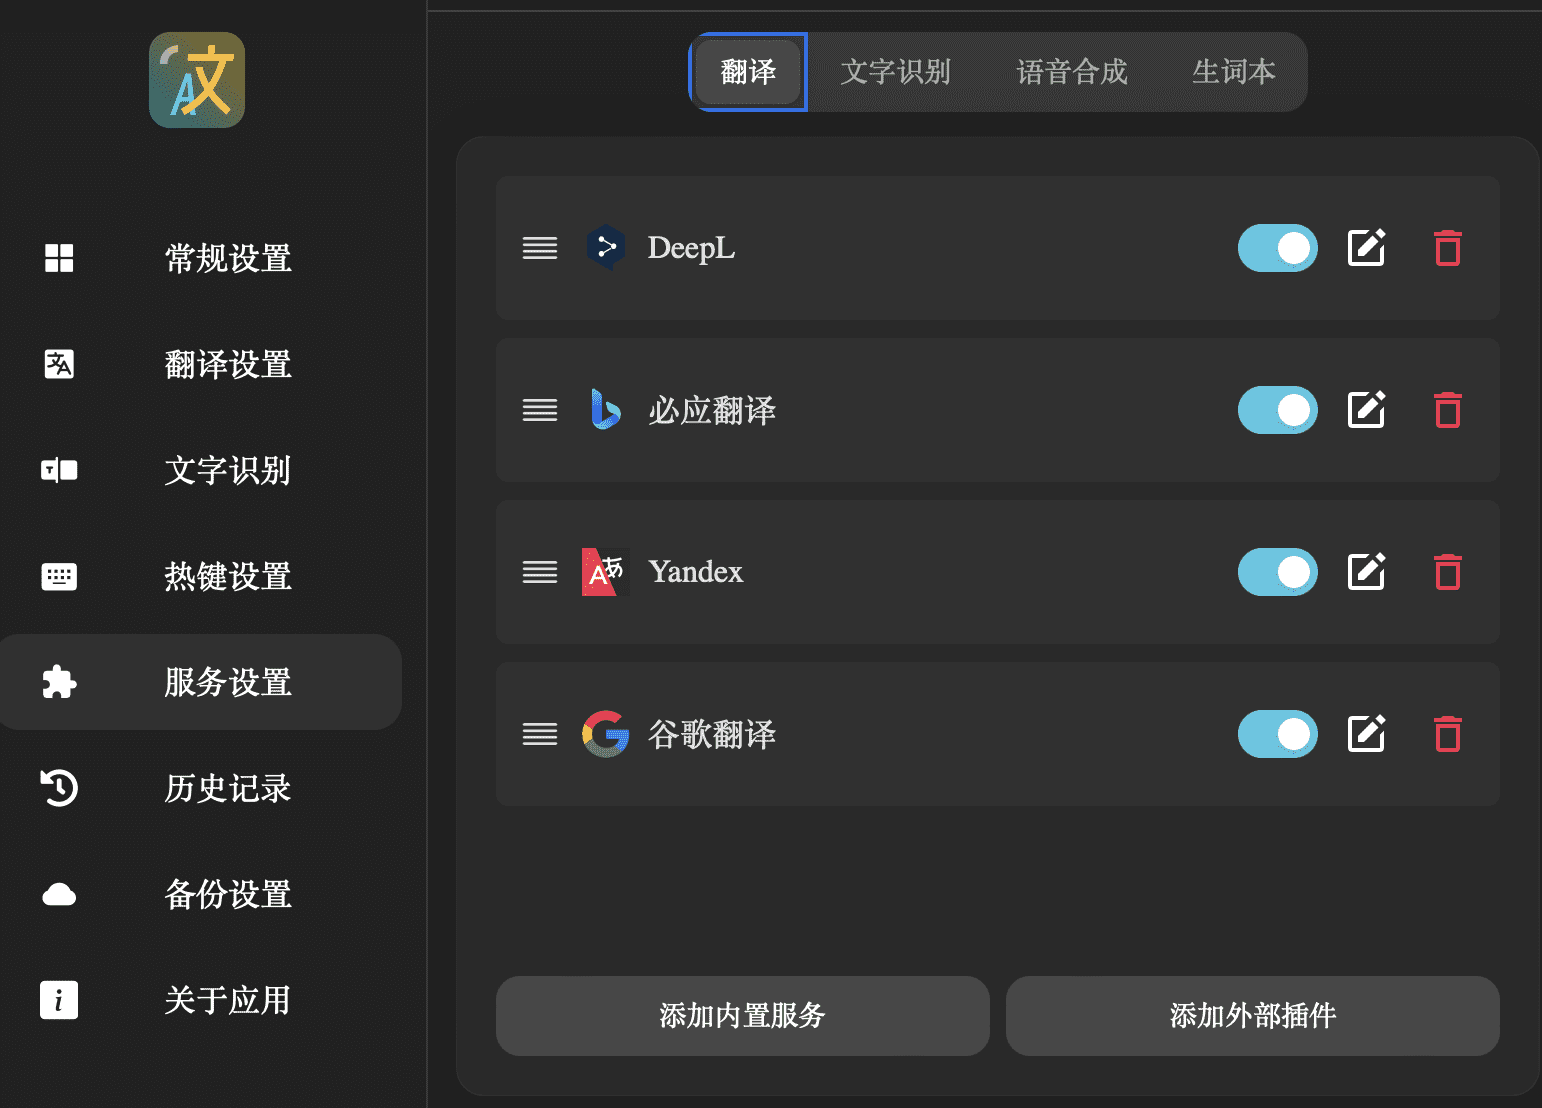 常规设置
翻译设置
文字识别
热键设置
服务设置
历史记录
备份设置
关于应用
翻译 文字识别 语音合成 生词本
DeepL
必应翻译
Yandex
谷歌翻译
添加内置服务 添加外部插件